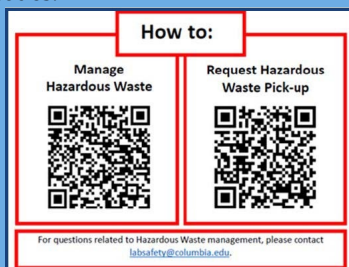 How to:
Manage
Hazardous Waste
Request Hazardous
Waste Pick-up
For questions related to Hazardous Waste management, please contact
labsafety@columbia.edu.